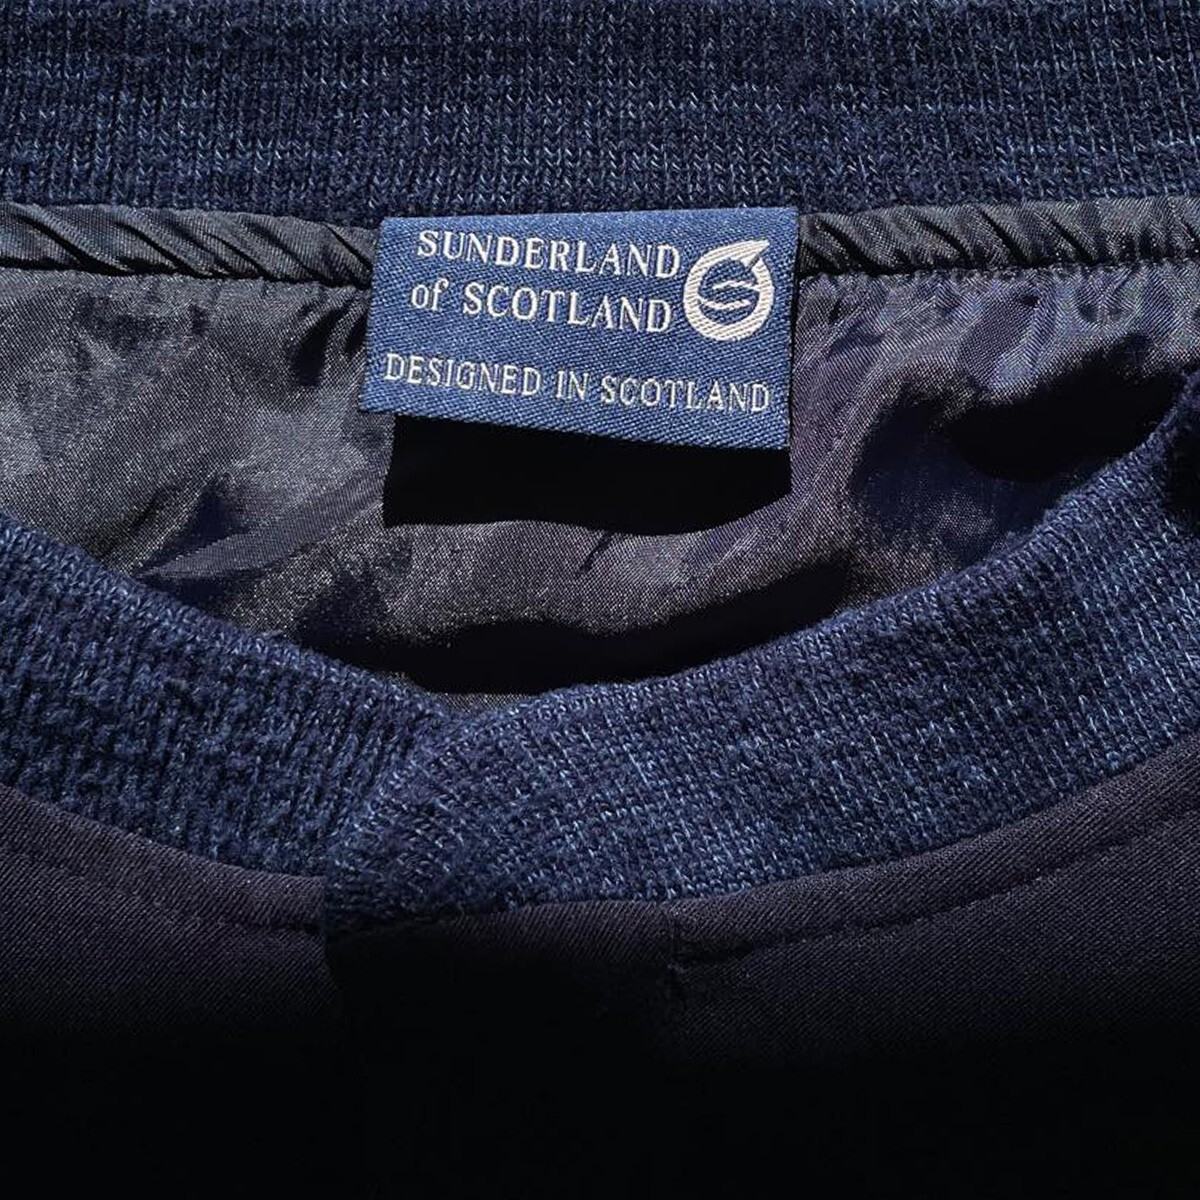 SUNDERLAND
of SCOTLAND
DESIGNED IN SCOTLAND